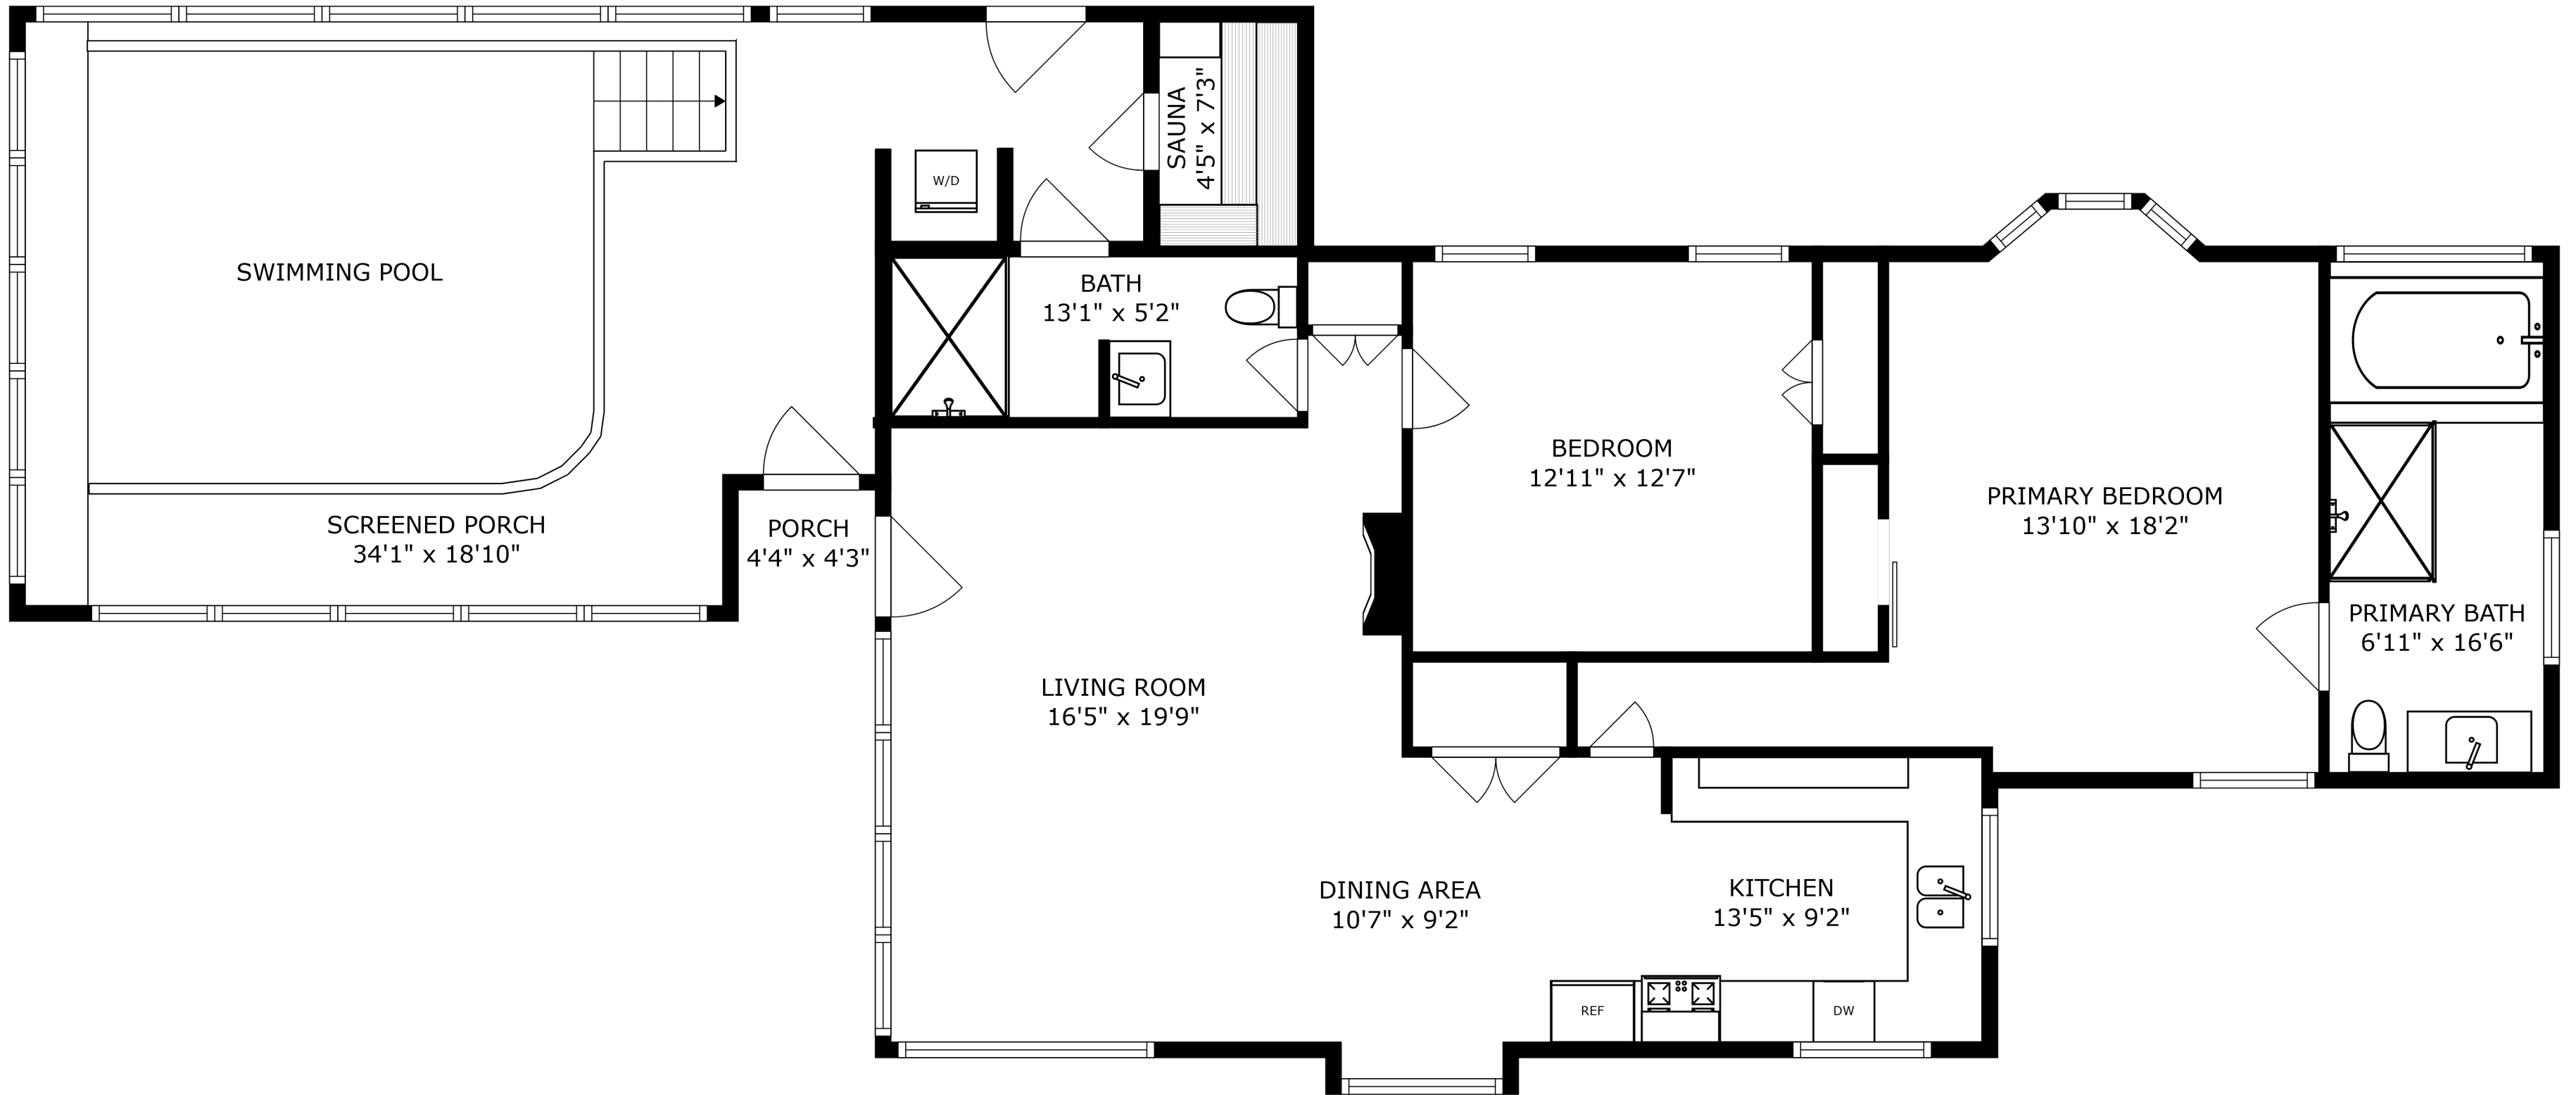 SAUNA
4'5" x 7'3"
W/D
SWIMMING POOL
BATH
13'1" x 5'2"
BEDROOM
12'11" x 12'7"
PRIMARY BEDROOM
13'10" x 18'2"
SCREENED PORCH
34'1" x 18'10"
PORCH
4'4" x 4'3"
PRIMARY BATH
6'11" x 16'6"
LIVING ROOM
16'5" x 19'9"
DINING AREA
10'7" x 9'2"
KITCHEN
13'5" x 9'2"
REF
DW